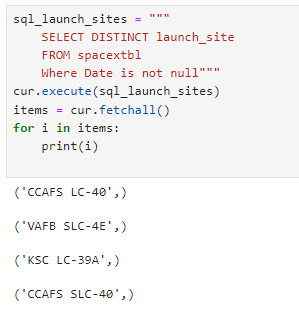 sql_launch_sites = """
    SELECT DISTINCT launch_site
    FROM spacextbl
    Where Date is not null"""
cur.execute(sql_launch_sites)
items = cur.fetchall()
for i in items:
    print(i)
('CCAFS LC-40',)
('VAFB SLC-4E',)
('KSC LC-39A',)
('CCAFS SLC-40',)